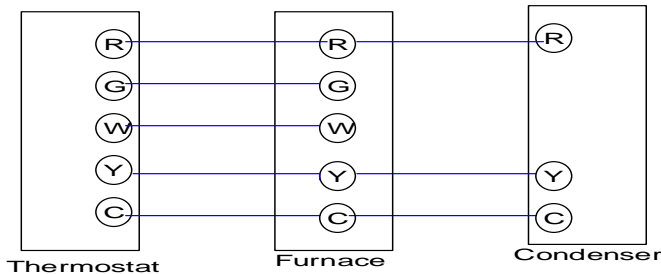 R R R
G G
W W
Y Y Y
C C C
Thermostat Furnace Condenser